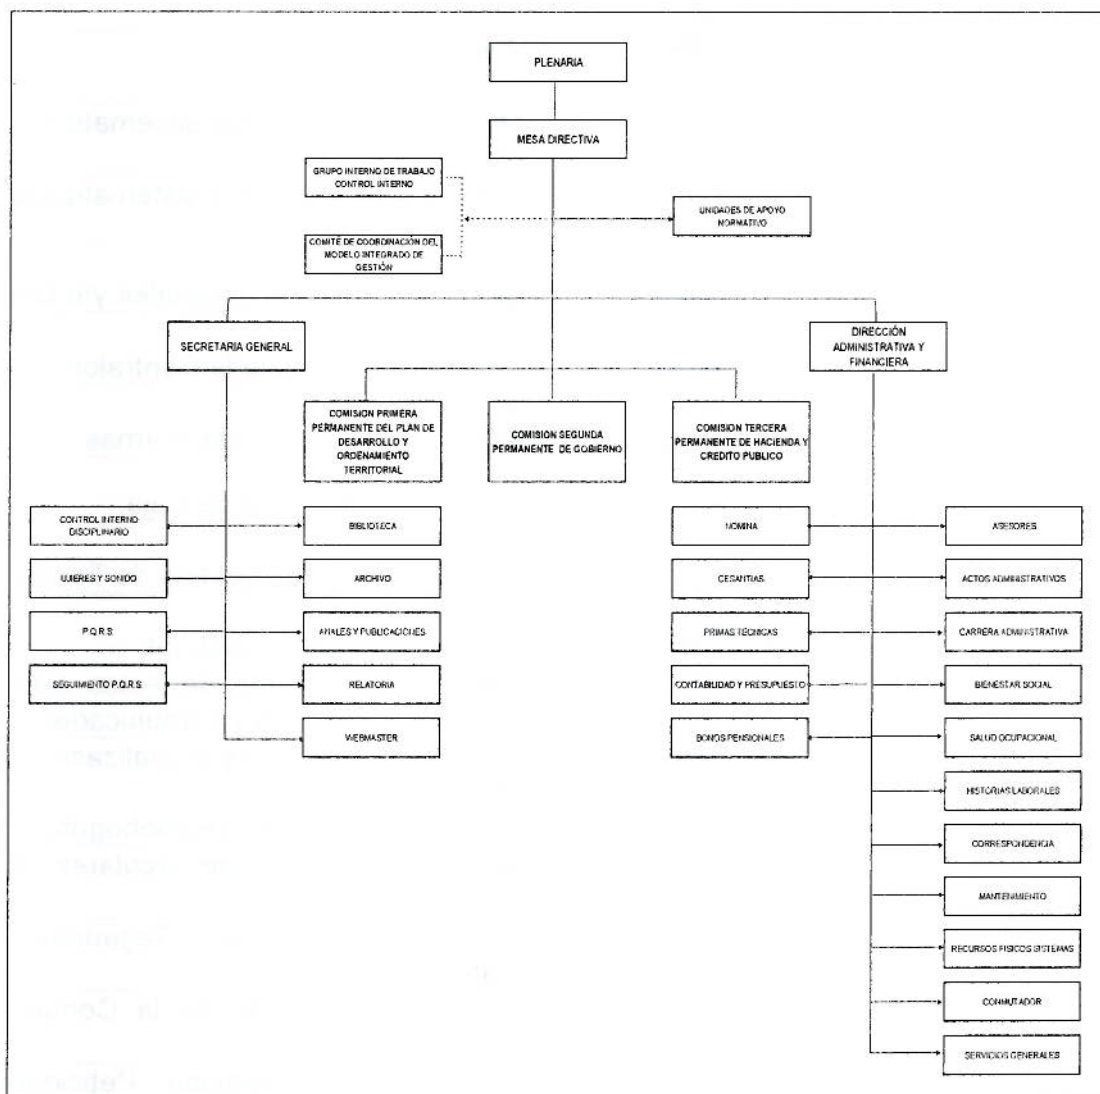 PLENARIA
MESA DIRECTIVA
GRUPO INTERNO DE TRABAJO
CONTROL INTERNO
UNIDADES DE APOYO
NORMATIVO
COMITÉ DE COORDINACIÓN DEL
MODELO INTEGRADO DE
GESTIÓN
SECRETARIA GENERAL
DIRECCIÓN
ADMINISTRATIVA Y
FINANCIERA
COMISION PRIMERA
PERMANENTE DEL PLAN DE
DESARROLLO Y
ORDENAMIENTO
TERRITORIAL
COMISION SEGUNDA
PERMANENTE DE GOBIERNO
COMISION TERCERA
PERMANENTE DE HACIENDA Y
CREDITO PUBLICO
CONTROL INTERNO
DISCIPLINARIO
BIBLIOTECA
NOMINA
ASESORES
UJIERES Y SONIDO
ARCHIVO
CESANTIAS
ACTOS ADMINISTRATIVOS
P.Q.R.S
ANALES Y PUBLICACIONES
PRIMAS TECNICAS
CARRERA ADMINISTRATIVA
SEGUIMIENTO P.Q.R.S
RELATORIA
CONTABILIDAD Y PRESUPUESTO
BIENESTAR SOCIAL
WEBMASTER
BONOS PENSIONALES
SALUD OCUPACIONAL
HISTORIAS LABORALES
CORRESPONDENCIA
MANTENIMIENTO
RECURSOS FISICOS SISTEMAS
CONMUTADOR
SERVICIOS GENERALES